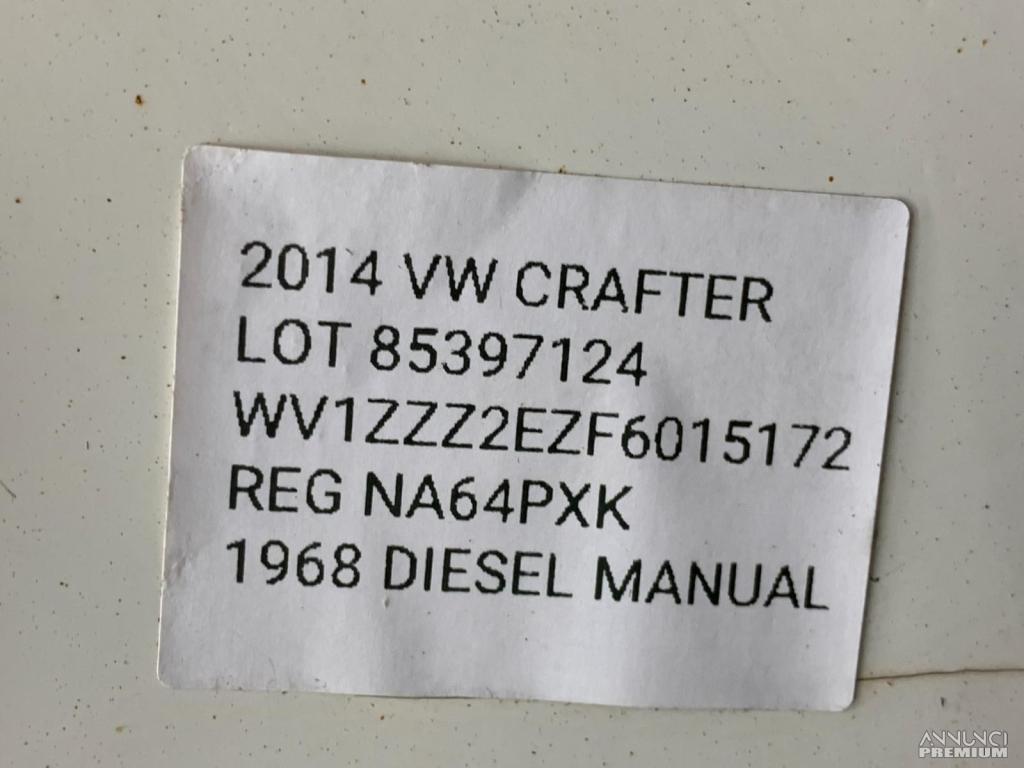 2014 VW CRAFTER
LOT 85397124
WV1ZZZ2EZF6015172
REG NA64PXK
1968 DIESEL MANUAL
ANNUNCI
PREMIUM